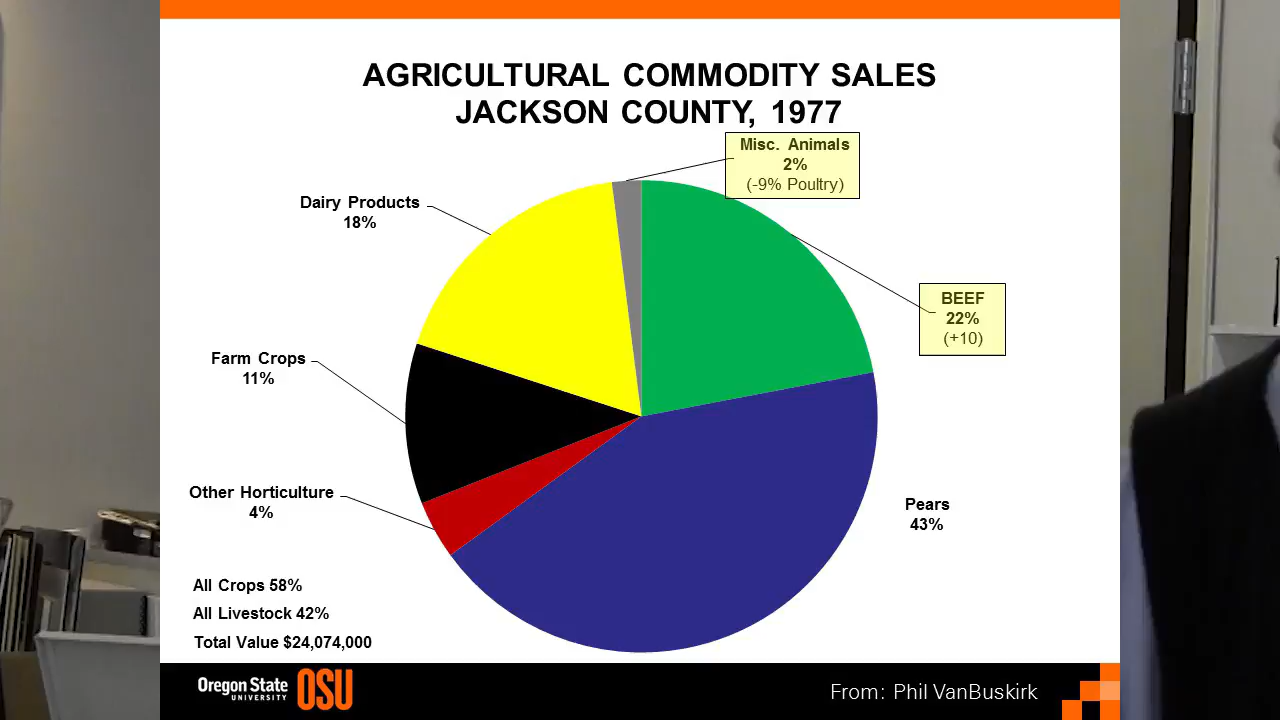 AGRICULTURAL COMMODITY SALES
JACKSON COUNTY, 1977
Misc. Animals
2%
(-9% Poultry)
Dairy Products
18%
BEEF
22%
(+10)
Farm Crops
11%
Other Horticulture
4%
Pears
43%
All Crops 58%
All Livestock 42%
Total Value $24,074,000
Oregon State
UNIVERSITY
OSU
From: Phil VanBuskirk